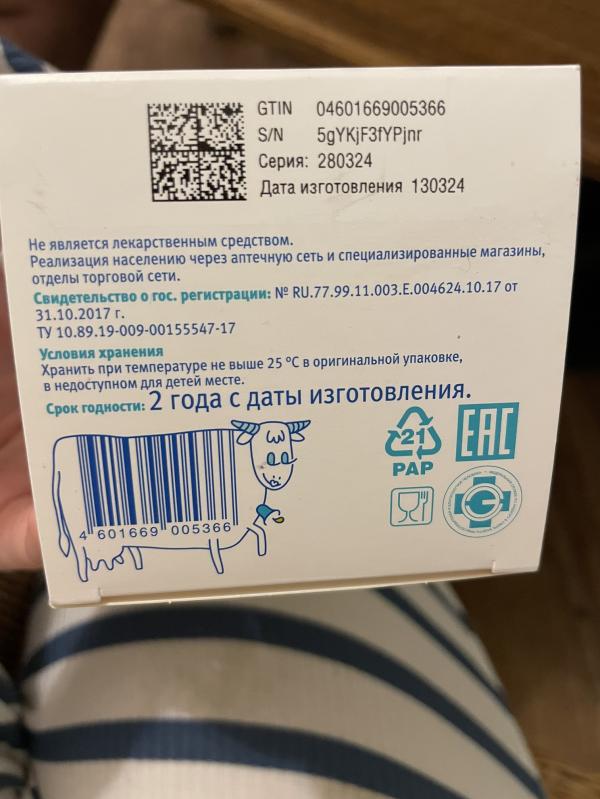 GTIN 04601669005366
S/N 5gYKjF3fYPjnr
Серия: 280324
Дата изготовления 130324
Не является лекарственным средством.
Реализация населению через аптечную сеть и специализированные магазины,
отделы торговой сети.
Свидетельство о гос. регистрации: № RU.77.99.11.003.E.004624.10.17 от
31.10.2017 г.
ТУ 10.89.19-009-00155547-17
Условия хранения
Хранить при температуре не выше 25 °C в оригинальной упаковке,
в недоступном для детей месте.
Срок годности: 2 года с даты изготовления.
21
PAP
EAC
4 601669 005366